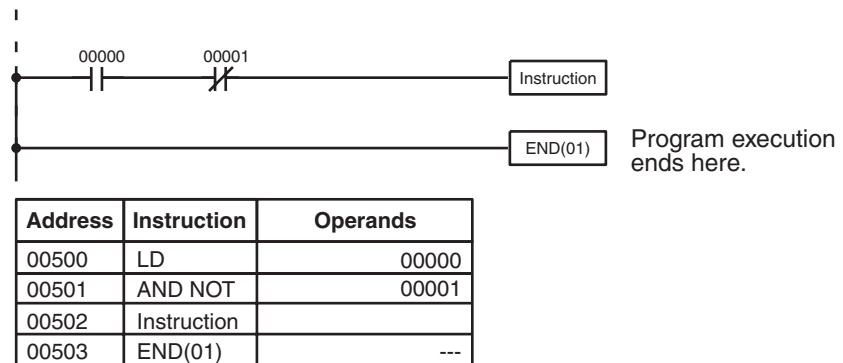 00000 00001
Instruction
END(01) Program execution
ends here.
Address Instruction Operands
00500 LD 00000
00501 AND NOT 00001
00502 Instruction
00503 END(01) ---